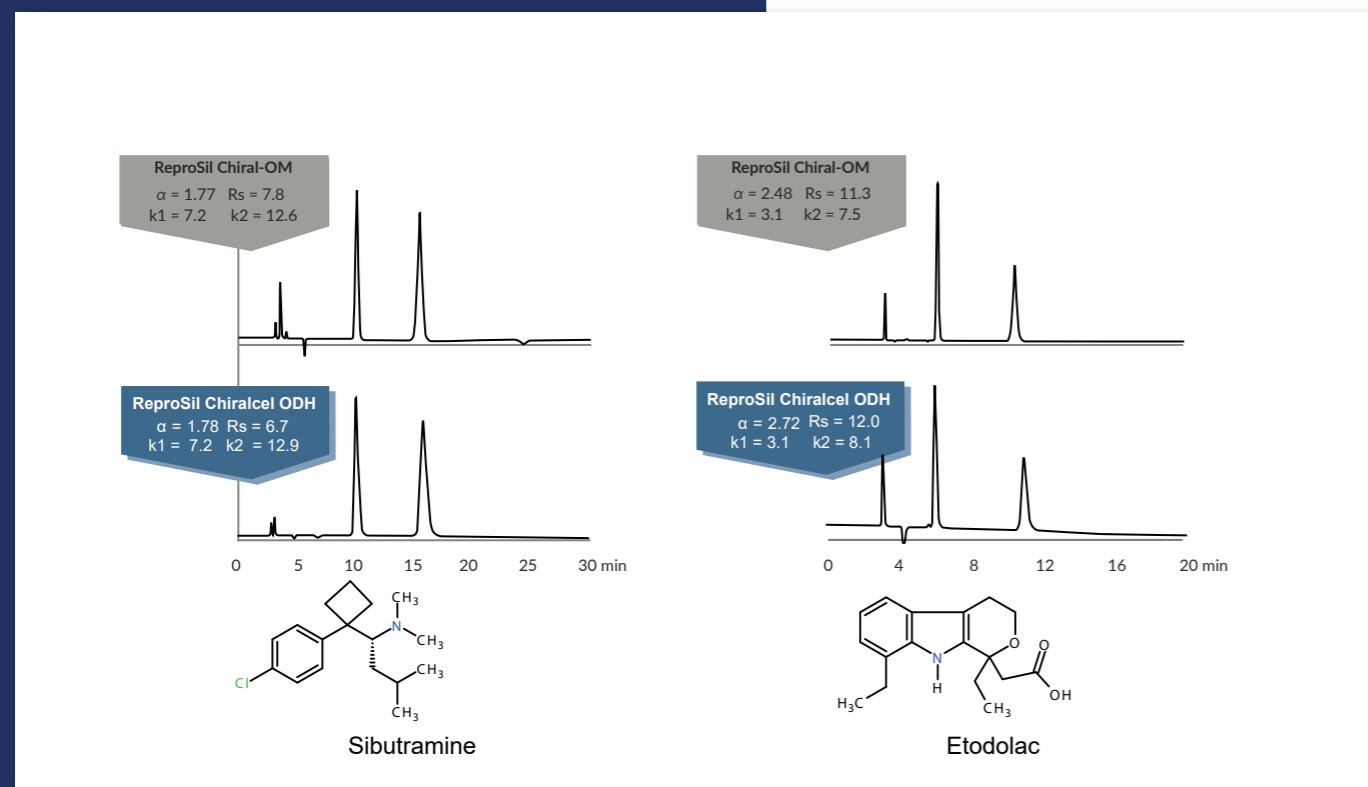 ReproSil Chiral-OM
α = 1.77 Rs = 7.8
k1 = 7.2 k2 = 12.6
ReproSil Chiralcel ODH
α = 1.78 Rs = 6.7
k1 = 7.2 k2 = 12.9
0 5 10 15 20 25 30 min
CH3
N
CH3
CH3
Cl
CH3
Sibutramine
ReproSil Chiral-OM
α = 2.48 Rs = 11.3
k1 = 3.1 k2 = 7.5
ReproSil Chiralcel ODH
α = 2.72 Rs = 12.0
k1 = 3.1 k2 = 8.1
0 4 8 12 16 20 min
O O
N
H
OH
H3C
CH3
Etodolac